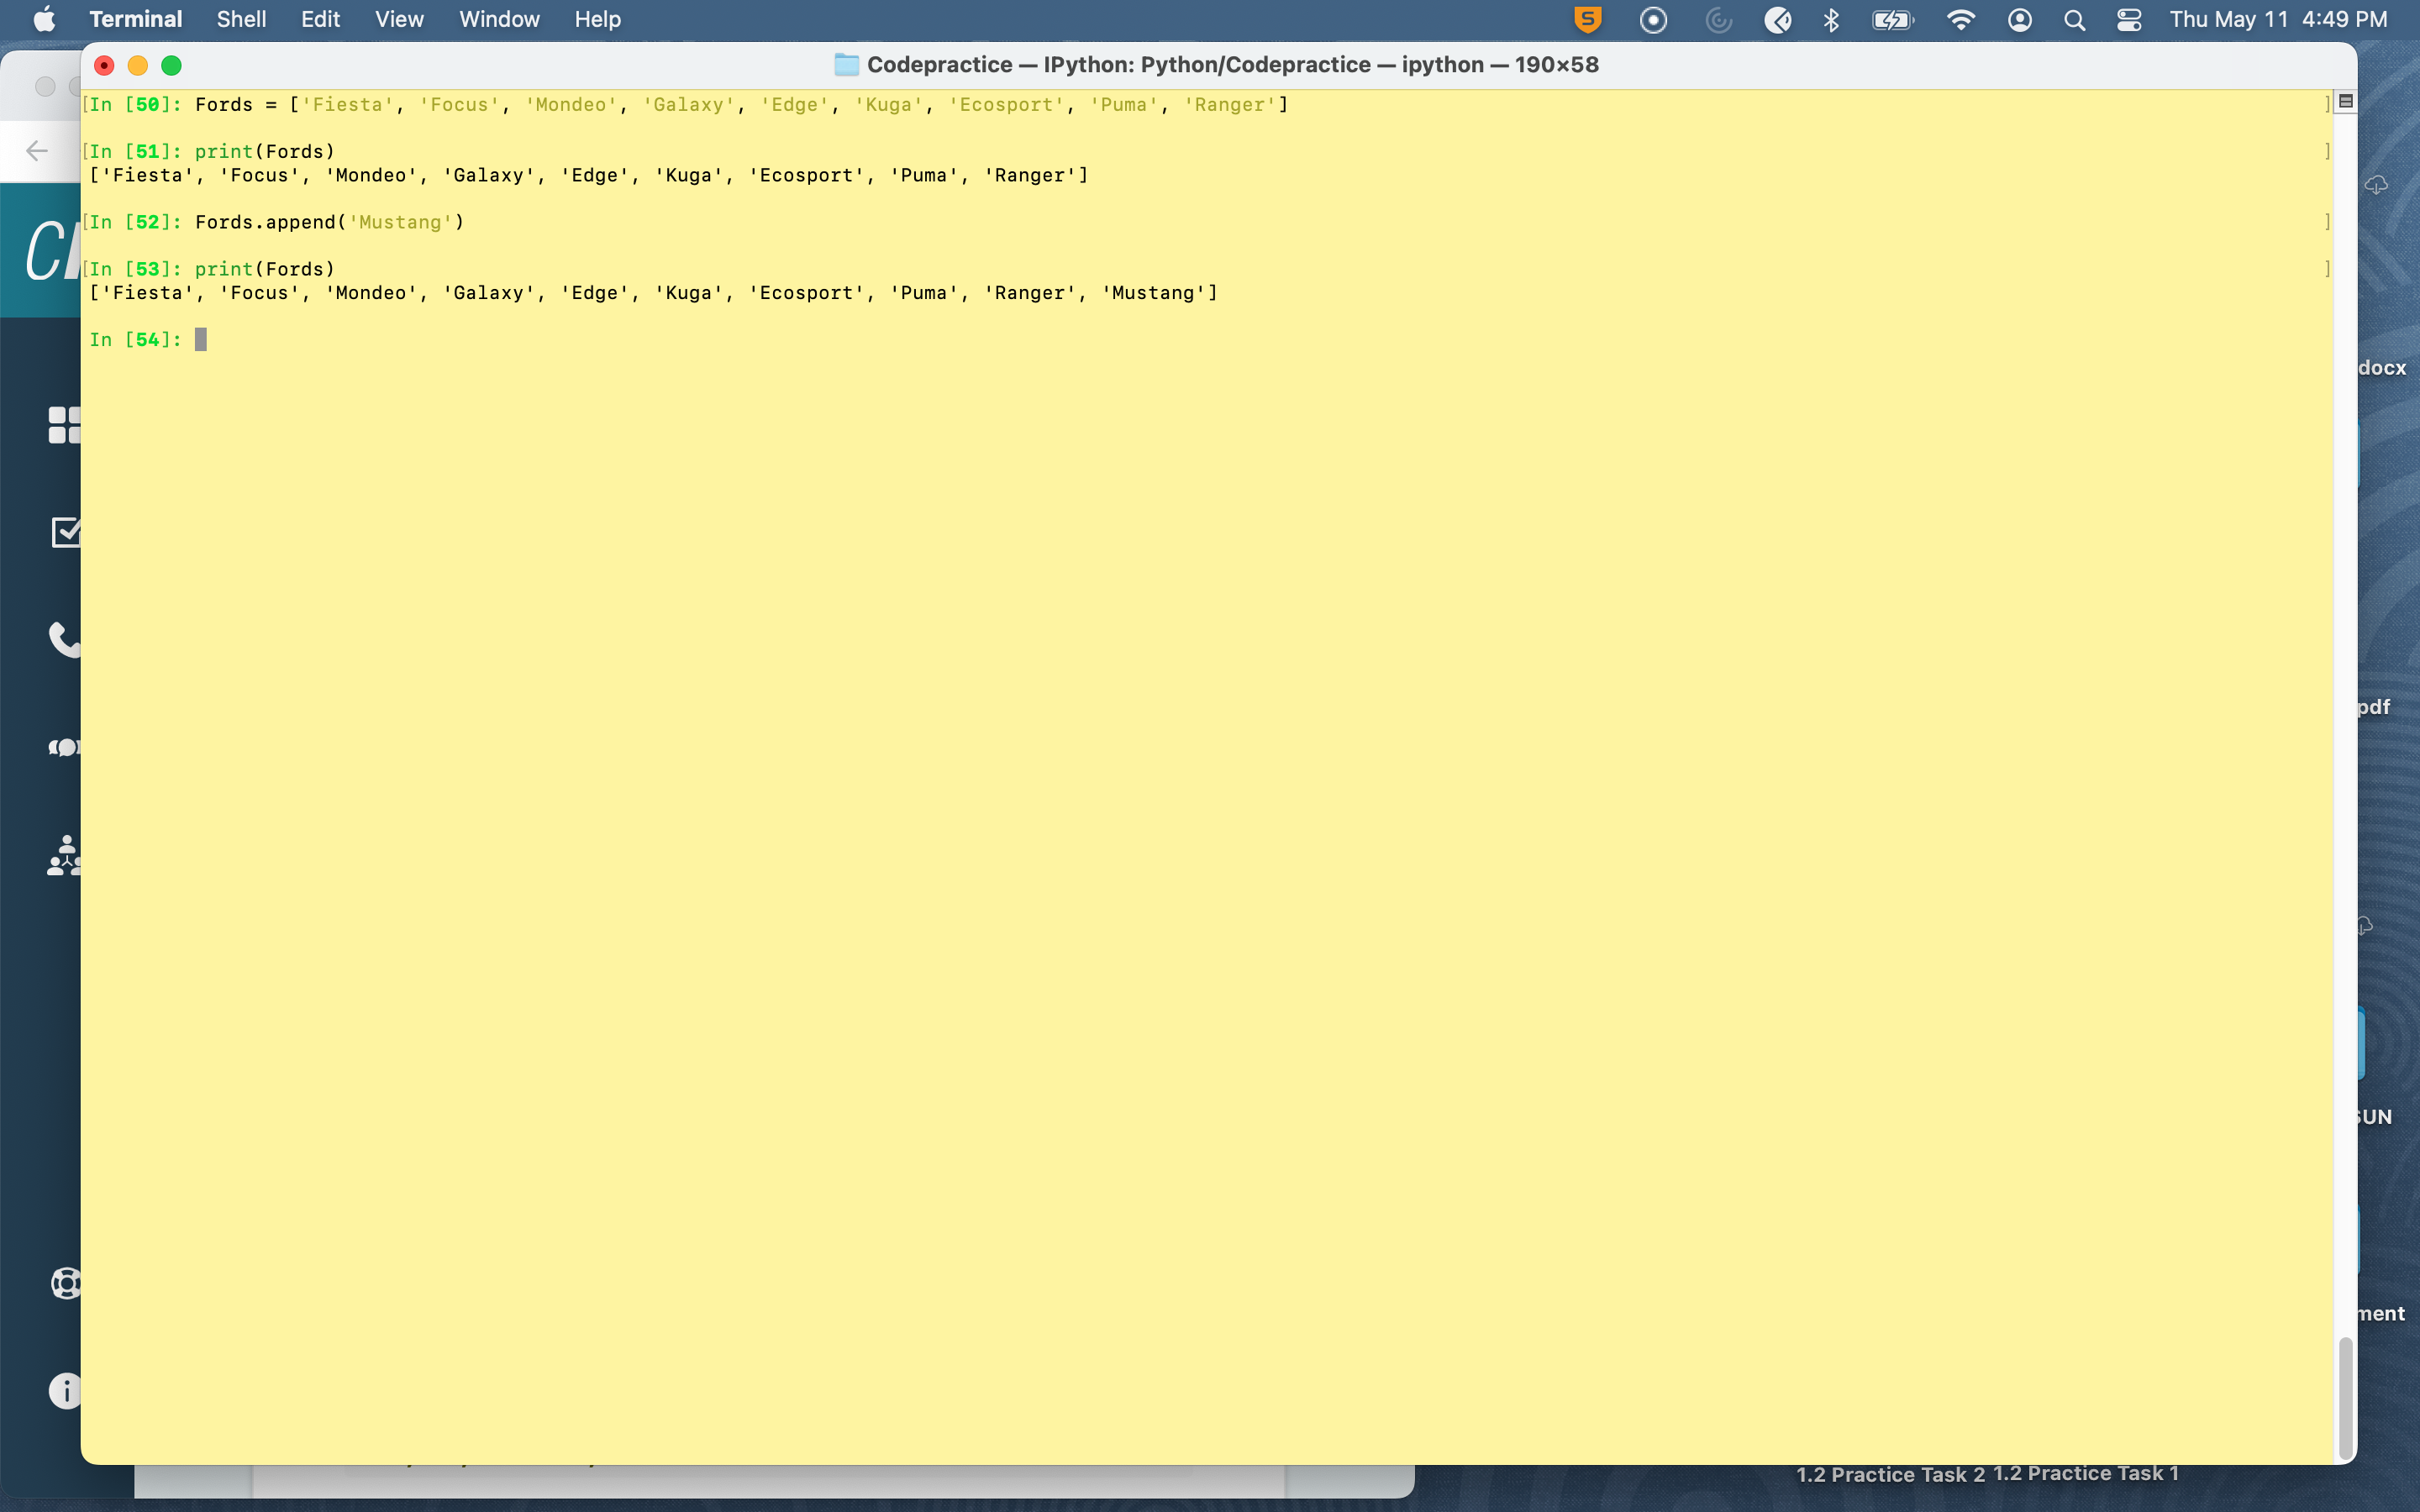 Terminal Shell Edit View Window Help Thu May 11 4:49 PM
Codepractice — IPython: Python/Codepractice — ipython — 190×58
[In [50]: Fords = ['Fiesta', 'Focus', 'Mondeo', 'Galaxy', 'Edge', 'Kuga', 'Ecosport', 'Puma', 'Ranger'] ]
[In [51]: print(Fords) ]
['Fiesta', 'Focus', 'Mondeo', 'Galaxy', 'Edge', 'Kuga', 'Ecosport', 'Puma', 'Ranger']
[In [52]: Fords.append('Mustang') ]
[In [53]: print(Fords) ]
['Fiesta', 'Focus', 'Mondeo', 'Galaxy', 'Edge', 'Kuga', 'Ecosport', 'Puma', 'Ranger', 'Mustang']
In [54]:
docx
pdf
SUN
ment
1.2 Practice Task 2 1.2 Practice Task 1